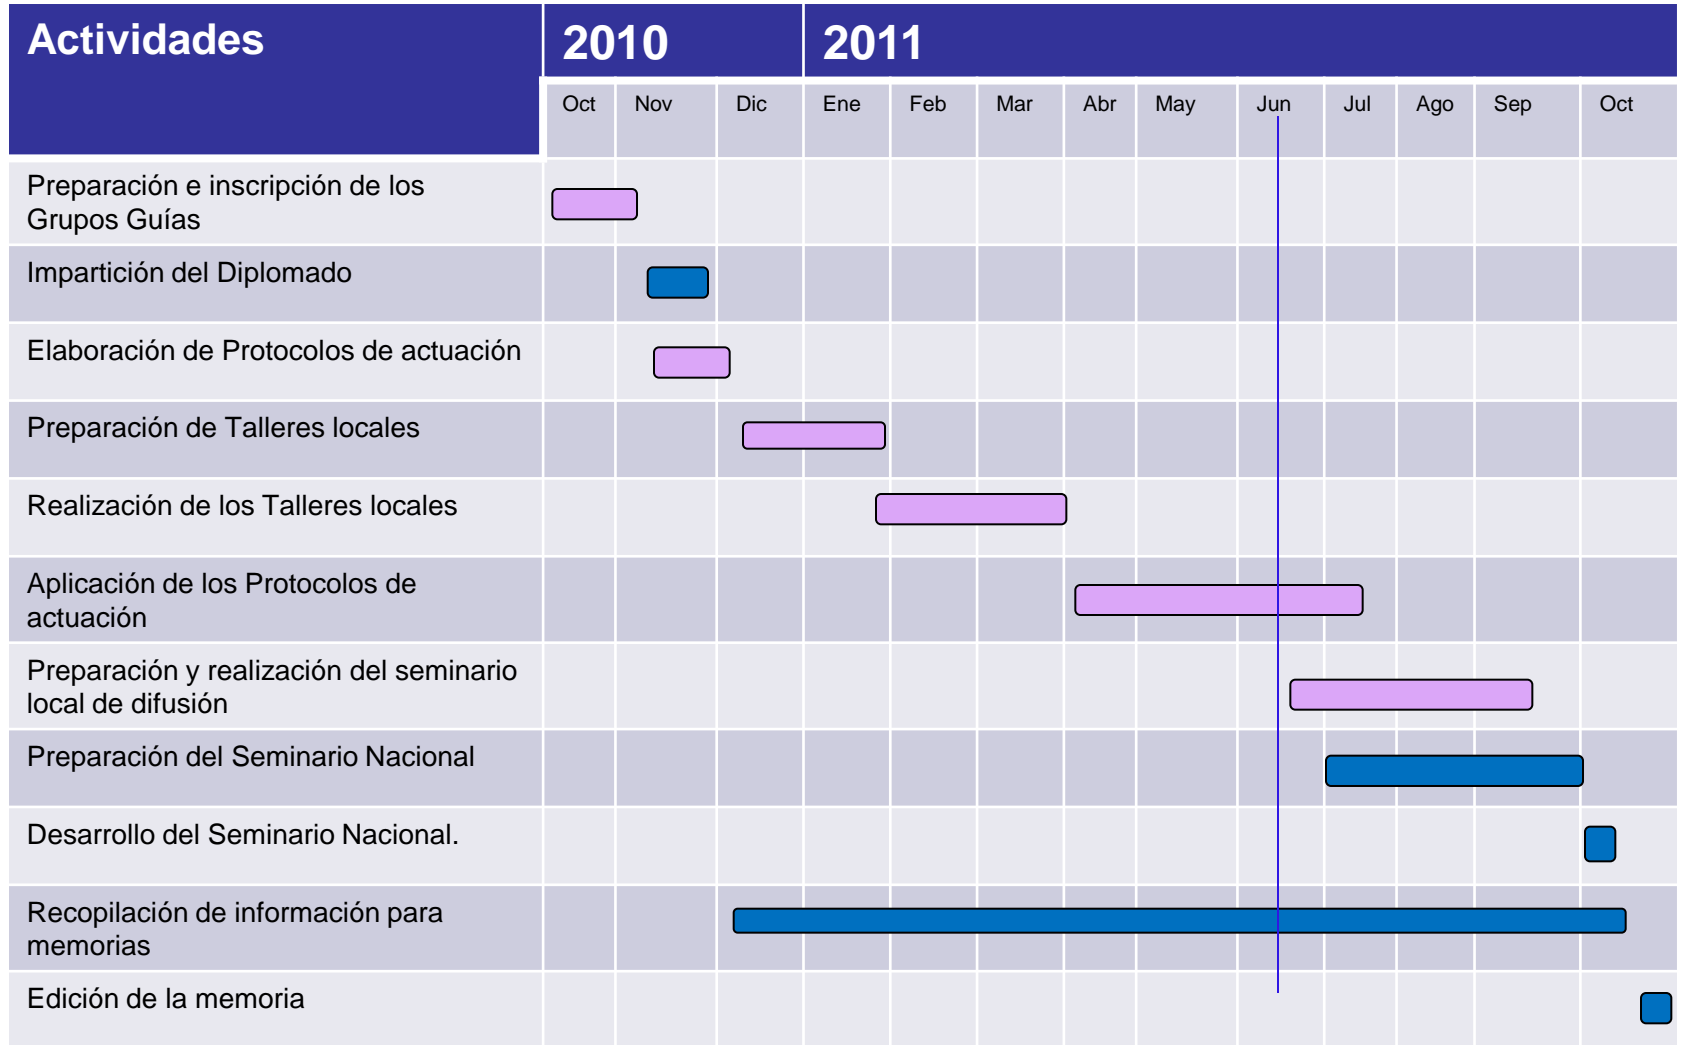 Actividades 2010 2011
Oct Nov Dic Ene Feb Mar Abr May Jun Jul Ago Sep Oct
Preparación e inscripción de los
Grupos Guías
Impartición del Diplomado
Elaboración de Protocolos de actuación
Preparación de Talleres locales
Realización de los Talleres locales
Aplicación de los Protocolos de
actuación
Preparación y realización del seminario
local de difusión
Preparación del Seminario Nacional
Desarrollo del Seminario Nacional.
Recopilación de información para
memorias
Edición de la memoria